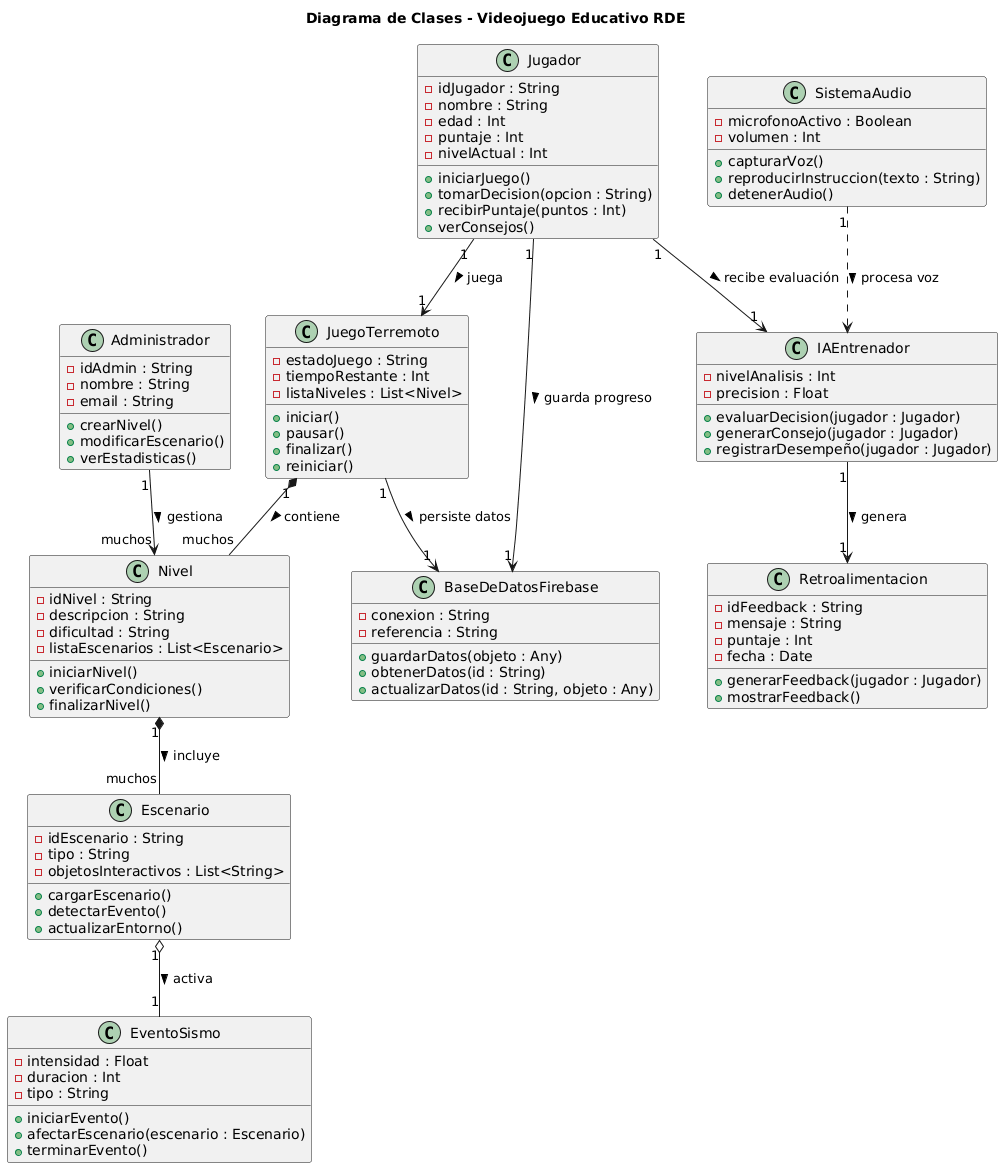 Diagrama de Clases - Videojuego Educativo RDE
C Jugador
idJugador : String
nombre : String
edad : Int
puntaje : Int
nivelActual : Int
iniciarJuego()
tomarDecision(opcion : String)
recibirPuntaje(puntos : Int)
verConsejos()
C SistemaAudio
microfonoActivo : Boolean
volumen : Int
capturarVoz()
reproducirInstruccion(texto : String)
detenerAudio()
1
1
1
1
juega
recibe evaluación
procesa voz
1
1
C Administrador
idAdmin : String
nombre : String
email : String
crearNivel()
modificarEscenario()
verEstadisticas()
C JuegoTerremoto
estadoJuego : String
tiempoRestante : Int
listaNiveles : List<Nivel>
iniciar()
pausar()
finalizar()
reiniciar()
guarda progreso
C IAEntrenador
nivelAnalisis : Int
precision : Float
evaluarDecision(jugador : Jugador)
generarConsejo(jugador : Jugador)
registrarDesempeño(jugador : Jugador)
1
1
1
1
gestiona
contiene
persiste datos
genera
muchos
muchos
1
1
1
C Nivel
idNivel : String
descripcion : String
dificultad : String
listaEscenarios : List<Escenario>
iniciarNivel()
verificarCondiciones()
finalizarNivel()
C BaseDeDatosFirebase
conexion : String
referencia : String
guardarDatos(objeto : Any)
obtenerDatos(id : String)
actualizarDatos(id : String, objeto : Any)
C Retroalimentacion
idFeedback : String
mensaje : String
puntaje : Int
fecha : Date
generarFeedback(jugador : Jugador)
mostrarFeedback()
1
incluye
muchos
C Escenario
idEscenario : String
tipo : String
objetosInteractivos : List<String>
cargarEscenario()
detectarEvento()
actualizarEntorno()
1
activa
1
C EventoSismo
intensidad : Float
duracion : Int
tipo : String
iniciarEvento()
afectarEscenario(escenario : Escenario)
terminarEvento()